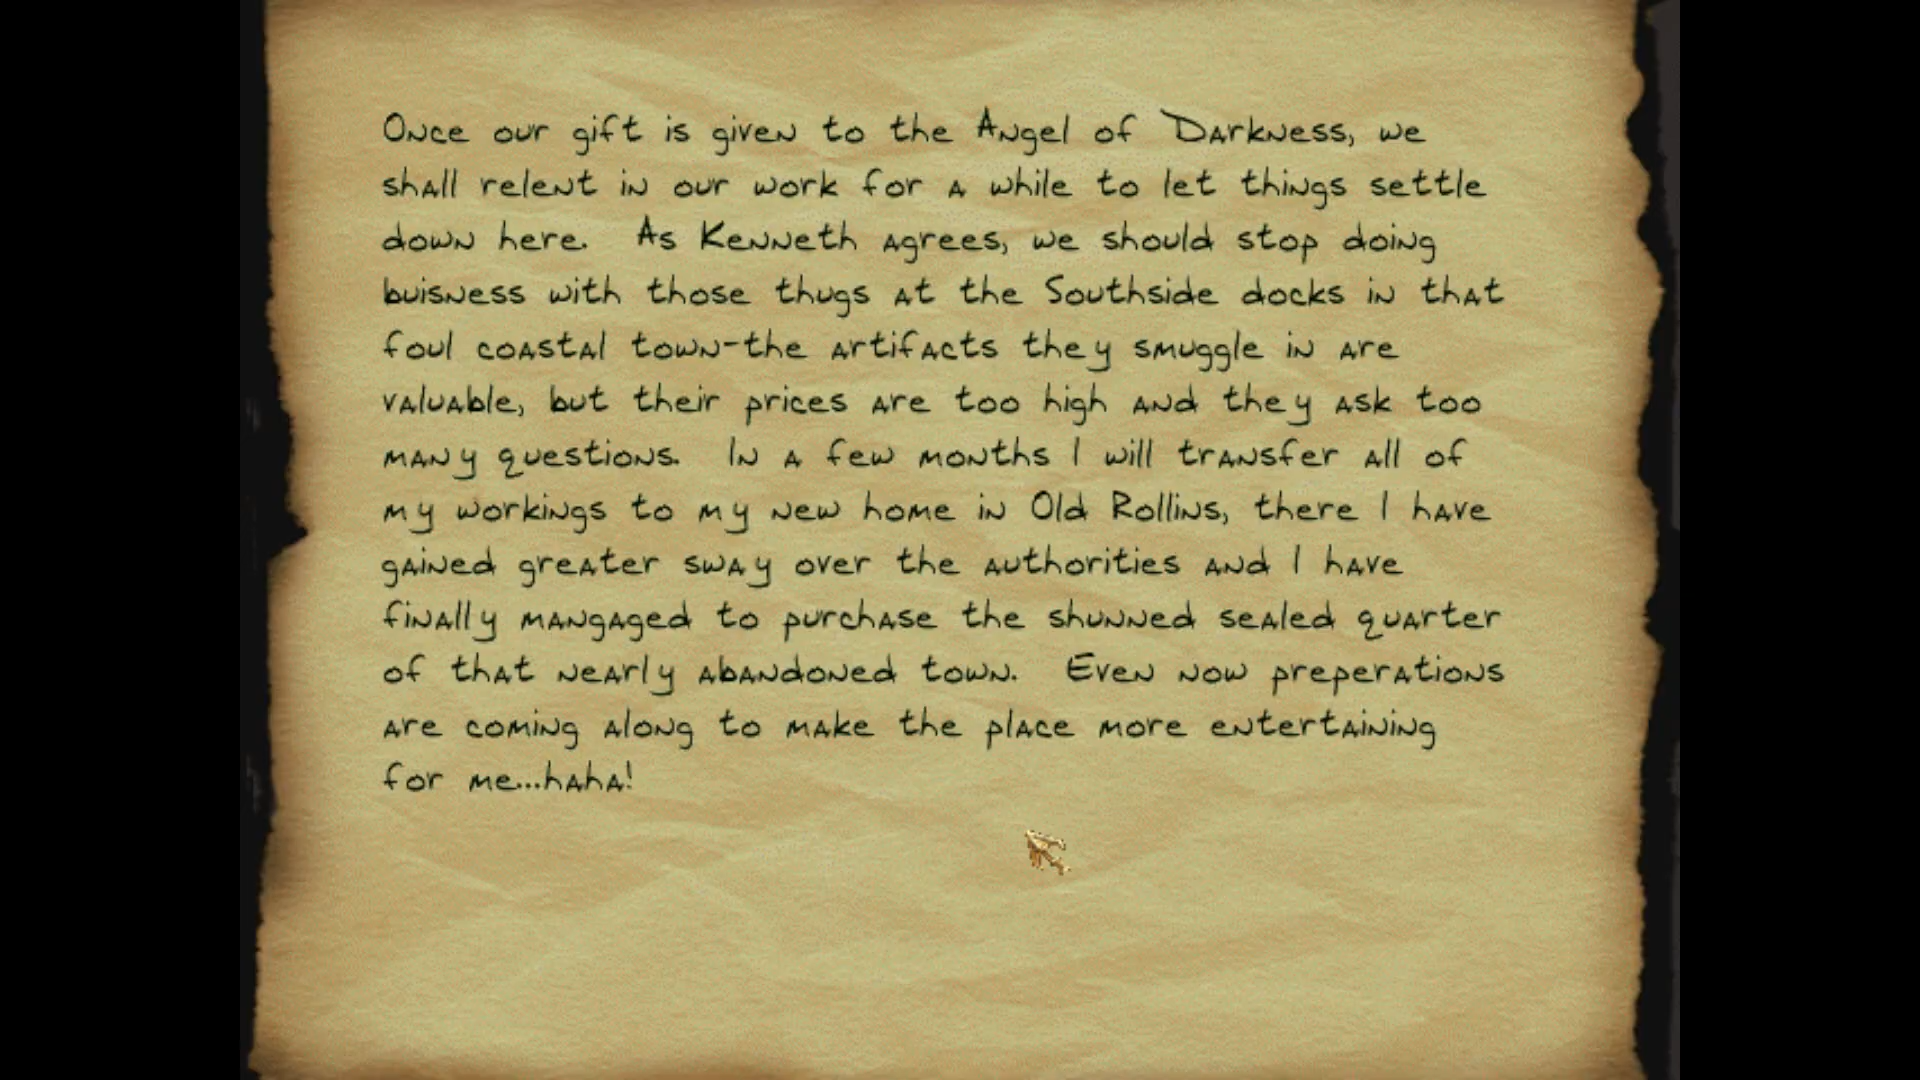 Once our gift is given to the Angel of Darkness, we
shall relent in our work for a while to let things settle
down here. As Kenneth agrees, we should stop doing
buisness with those thugs at the Southside docks in that
foul coastal town-the artifacts they smuggle in are
valuable, but their prices are too high and they ask too
many questions. In a few months I will transfer all of
my workings to my new home in Old Rollins, there I have
gained greater sway over the authorities and I have
finally mangaged to purchase the shunned sealed quarter
of that nearly abandoned town. Even now preperations
are coming along to make the place more entertaining
for me...haha!